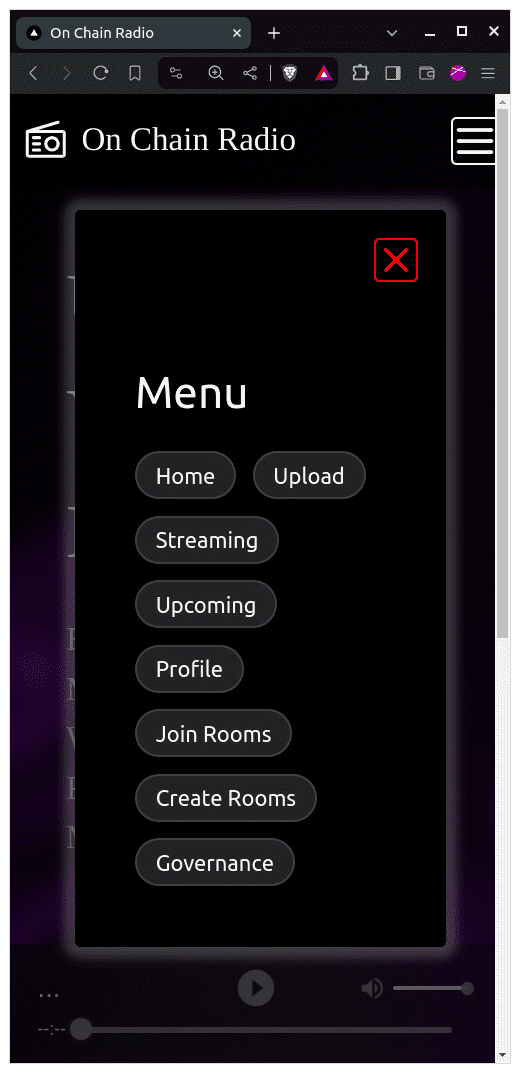 On Chain Radio
On Chain Radio
Menu
Home Upload
Streaming
Upcoming
Profile
Join Rooms
Create Rooms
Governance
...
--:--